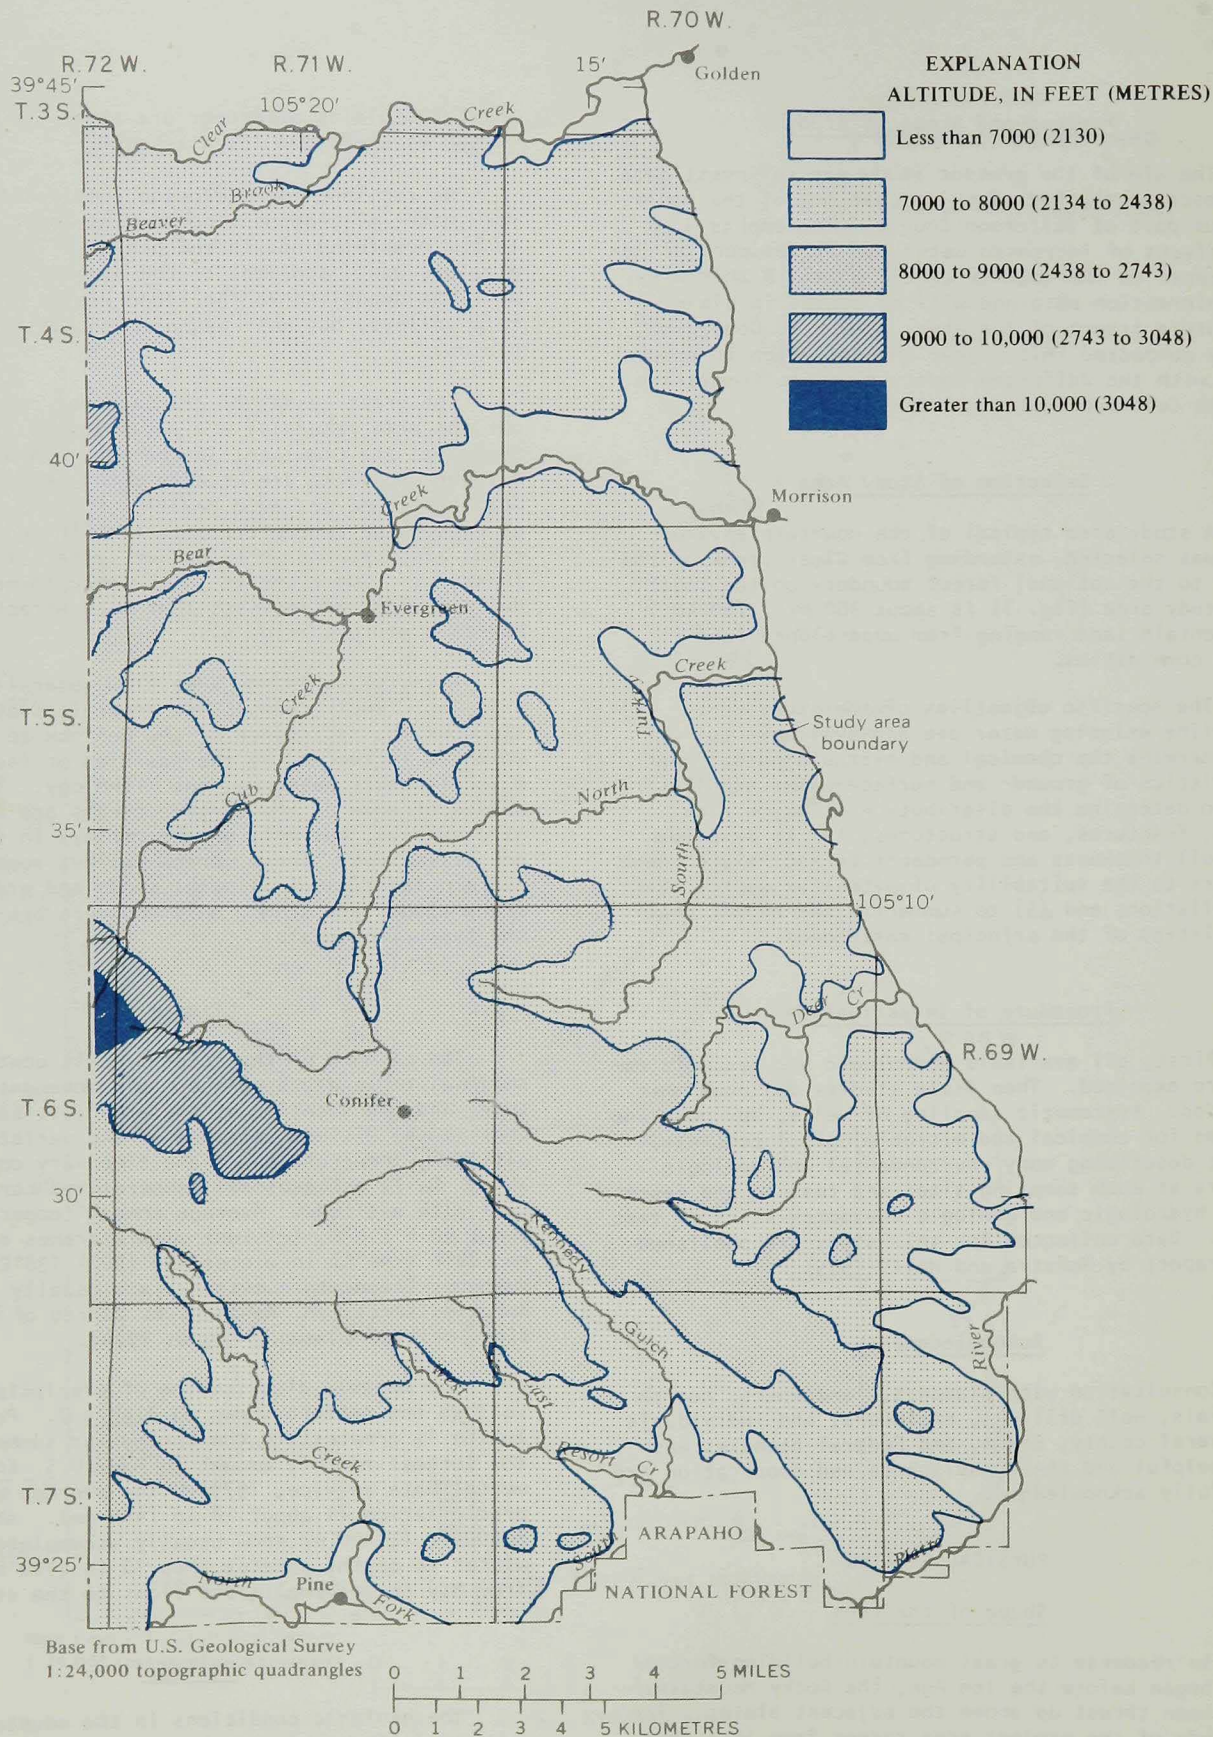 R.70 W.
R.72 W.
R.71 W.
15′
Golden
39°45′
T.3 S.
105°20′
Clear
Creek
Brook
Beaver
EXPLANATION
ALTITUDE, IN FEET (METRES)
Less than 7000 (2130)
7000 to 8000 (2134 to 2438)
8000 to 9000 (2438 to 2743)
9000 to 10,000 (2743 to 3048)
Greater than 10,000 (3048)
T.4 S.
40′
Creek
Morrison
Bear
Evergreen
Creek
Creek
Turkey
T.5 S.
Study area
boundary
Cub
North
35′
South
105°10′
Deer Cr
R.69 W.
T.6 S.
Conifer
30′
Kennedy
Elk
Gulch
River
West
East
Creek
Resort
Cr
T.7 S.
ARAPAHO
39°25′
South
Platte
North
Pine
Fork
NATIONAL FOREST
Base from U.S. Geological Survey
1:24,000 topographic quadrangles
0 1 2 3 4 5 MILES
0 1 2 3 4 5 KILOMETRES